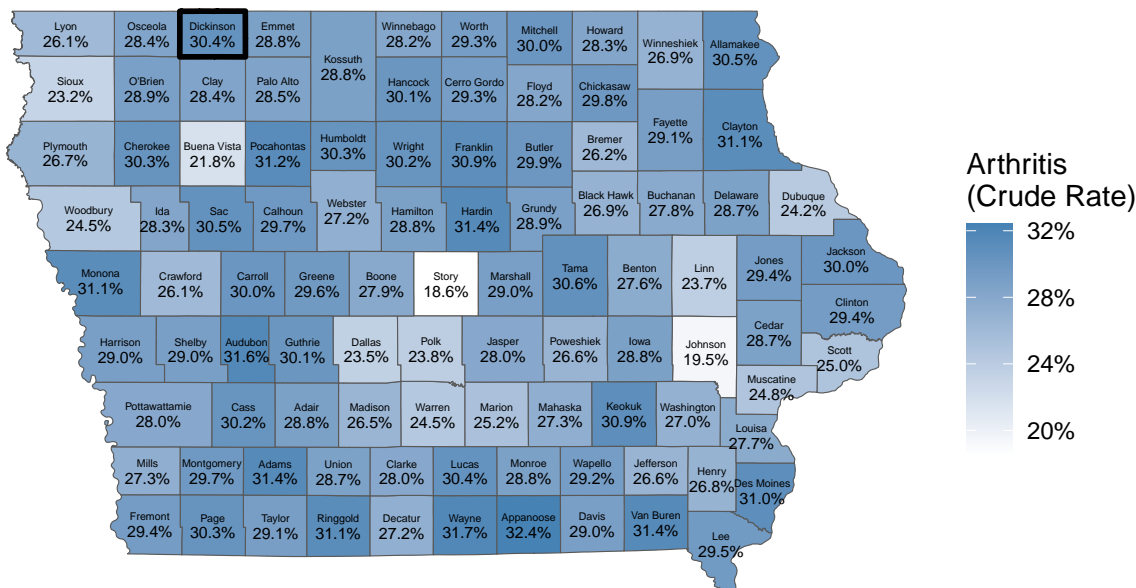 Lyon
26.1%
Osceola
28.4%
Dickinson
30.4%
Emmet
28.8%
Kossuth
28.8%
Winnebago
28.2%
Worth
29.3%
Mitchell
30.0%
Howard
28.3%
Winneshiek
26.9%
Allamakee
30.5%
Sioux
23.2%
O'Brien
28.9%
Clay
28.4%
Palo Alto
28.5%
Hancock
30.1%
Cerro Gordo
29.3%
Floyd
28.2%
Chickasaw
29.8%
Fayette
29.1%
Clayton
31.1%
Plymouth
26.7%
Cherokee
30.3%
Buena Vista
21.8%
Pocahontas
31.2%
Humboldt
30.3%
Wright
30.2%
Franklin
30.9%
Butler
29.9%
Bremer
26.2%
Woodbury
24.5%
Ida
28.3%
Sac
30.5%
Calhoun
29.7%
Webster
27.2%
Hamilton
28.8%
Hardin
31.4%
Grundy
28.9%
Black Hawk
26.9%
Buchanan
27.8%
Delaware
28.7%
Dubuque
24.2%
Monona
31.1%
Crawford
26.1%
Carroll
30.0%
Greene
29.6%
Boone
27.9%
Story
18.6%
Marshall
29.0%
Tama
30.6%
Benton
27.6%
Linn
23.7%
Jones
29.4%
Jackson
30.0%
Clinton
29.4%
Harrison
29.0%
Shelby
29.0%
Audubon
31.6%
Guthrie
30.1%
Dallas
23.5%
Polk
23.8%
Jasper
28.0%
Poweshiek
26.6%
Iowa
28.8%
Johnson
19.5%
Cedar
28.7%
Scott
25.0%
Muscatine
24.8%
Pottawattamie
28.0%
Cass
30.2%
Adair
28.8%
Madison
26.5%
Warren
24.5%
Marion
25.2%
Mahaska
27.3%
Keokuk
30.9%
Washington
27.0%
Louisa
27.7%
Mills
27.3%
Montgomery
29.7%
Adams
31.4%
Union
28.7%
Clarke
28.0%
Lucas
30.4%
Monroe
28.8%
Wapello
29.2%
Jefferson
26.6%
Henry
26.8%
Des Moines
31.0%
Fremont
29.4%
Page
30.3%
Taylor
29.1%
Ringgold
31.1%
Decatur
27.2%
Wayne
31.7%
Appanoose
32.4%
Davis
29.0%
Van Buren
31.4%
Lee
29.5%
Arthritis
(Crude Rate)
32%
28%
24%
20%